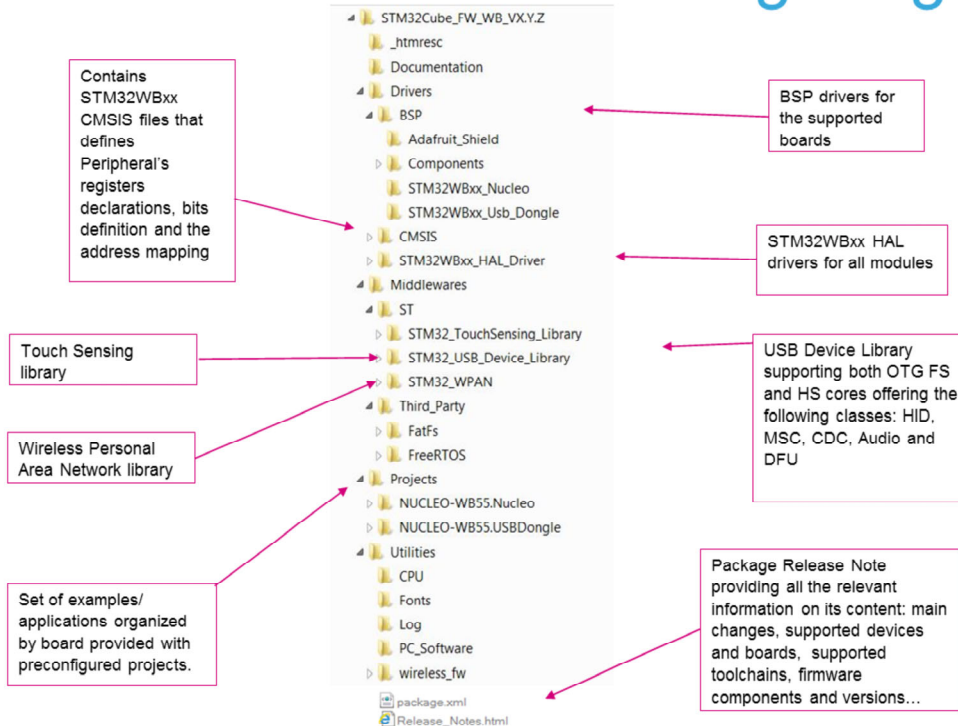 STM32Cube_FW_WB_VX.Y.Z
_htmresc
Documentation
Drivers
BSP
Adafruit_Shield
Components
STM32WBxx_Nucleo
STM32WBxx_Usb_Dongle
CMSIS
STM32WBxx_HAL_Driver
Middlewares
ST
STM32_TouchSensing_Library
STM32_USB_Device_Library
STM32_WPAN
Third_Party
FatFs
FreeRTOS
Projects
NUCLEO-WB55.Nucleo
NUCLEO-WB55.USBDongle
Utilities
CPU
Fonts
Log
PC_Software
wireless_fw
package.xml
Release_Notes.html
Contains
STM32WBxx
CMSIS files that
defines
Peripheral's
registers
declarations, bits
definition and the
address mapping
Touch Sensing
library
Wireless Personal
Area Network library
Set of examples/
applications organized
by board provided with
preconfigured projects.
BSP drivers for
the supported
boards
STM32WBxx HAL
drivers for all modules
USB Device Library
supporting both OTG FS
and HS cores offering the
following classes: HID,
MSC, CDC, Audio and
DFU
Package Release Note
providing all the relevant
information on its content: main
changes, supported devices
and boards, supported
toolchains, firmware
components and versions…